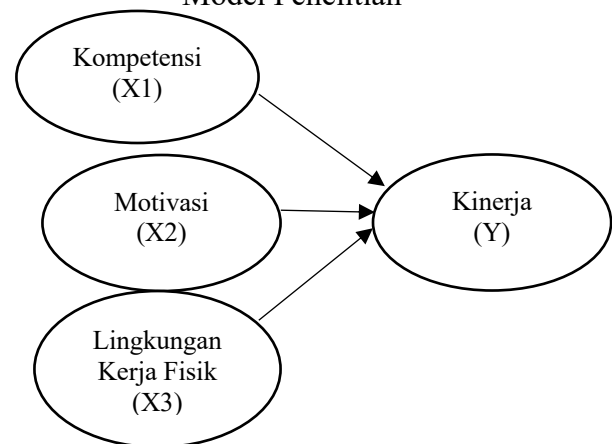 Model Penelitian
Kompetensi
(X1)
Motivasi
(X2)
Kinerja
(Y)
Lingkungan
Kerja Fisik
(X3)